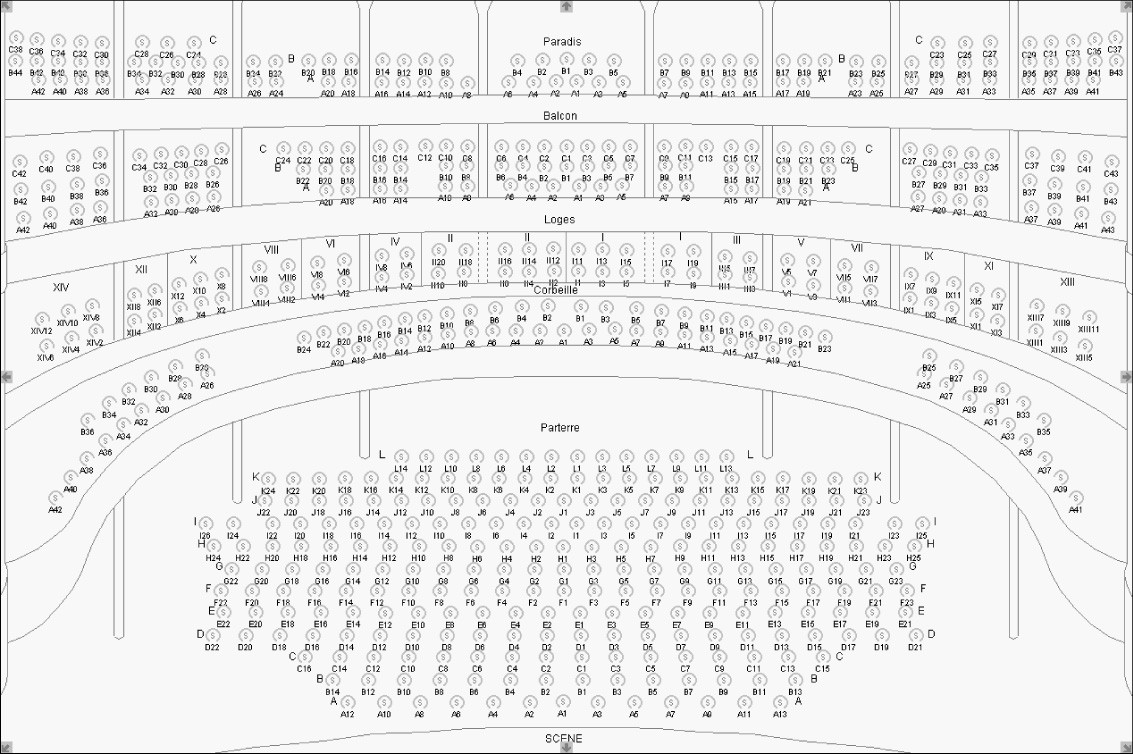 Paradis
C38 C36 C34 C32 C30 C28 C26 C24 C C C23 C25 C27 C29 C31 C23 C35 C37
B44 B42 B42 B32 B38 B34 B32 B30 B28 B B24 B23 B20 B18 B16 B14 B12 B10 B8 B4 B2 B1 B3 B5 B7 B9 B11 B13 B15 B17 B19 B21 B B23 B25 B29 B31 B33 B35 B37 B39 B41 B43
A42 A40 A38 A36 A34 A32 A30 A28 A26 A24 A A20 A18 A16 A14 A12 A10 A8 A6 A4 A2 A1 A3 A5 A7 A11 A13 A15 A17 A19 A23 A25 A27 A29 A31 A33 A35 A37 A39 A41
Balcon
C42 C40 C38 C36 C34 C32 C30 C28 C26 C C24 C22 C20 C18 C16 C14 C12 C10 C8 C6 C4 C2 C1 C3 C5 C7 C11 C13 C15 C17 C19 C21 C25 C C27 C29 C31 C33 C35 C37 C39 C41 C43
B42 B40 B38 B36 B32 B30 B28 B26 B B22 B20 B18 B16 B14 B10 B8 B6 B4 B2 B1 B3 B5 B7 B9 B11 B15 B17 B19 B21 B23 B B27 B29 B31 B33 B37 B39 B41 B43
A42 A40 A38 A36 A32 A30 A28 A26 A A20 A18 A16 A14 A10 A4 A2 A1 A3 A5 A7 A15 A17 A19 A21 A A27 A20 A31 A33 A37 A39 A41 A43
Loges
XIV XII X VIII VI IV II II I I III V VII IX XI XIII
XIV12 XIV10 XIV8 XII8 XII6 X12 X10 X8 VIII8 VIII6 VI8 VI6 IV8 IV6 II20 II18 II16 II14 II12 I11 I13 I15 I17 I19 III5 III7 V5 V7 VII5 VII7 IX7 IX9 IX11 XI5 XI7 XIII7 XIII9 XIII11
XIV6 XIV4 XIV2 XII4 XII2 X6 X4 X2 VIII4 VIII2 VI4 VI2 IV4 IV2 I7 I9 III1 III3 V1 V3 VII1 VII3 IX1 IX3 IX5 XI1 XI3 XIII1 XIII3 XIII5
Corbeille
B36 B34 B32 B30 B28 B24 B22 B20 B18 B16 B14 B12 B10 B8 B6 B4 B2 B1 B3 B5 B7 B9 B11 B13 B15 B17 B19 B21 B23 B25 B27 B29 B31 B33 B35
A42 A40 A38 A36 A34 A32 A30 A28 A26 A20 A18 A16 A14 A12 A10 A8 A6 A4 A2 A1 A3 A5 A7 A11 A13 A15 A17 A19 A21 A25 A27 A29 A31 A33 A35 A37 A39 A41
Parterre
L L14 L12 L10 L8 L6 L4 L2 L1 L3 L5 L7 L9 L11 L13 L
K K24 K22 K20 K18 K16 K14 K12 K10 K8 K6 K4 K2 K1 K3 K5 K7 K9 K11 K13 K15 K17 K19 K21 K23 K
J J22 J20 J18 J16 J14 J12 J10 J8 J6 J4 J2 J1 J3 J5 J7 J9 J11 J13 J15 J17 J19 J21 J23 J
I I26 I24 I22 I20 I18 I16 I14 I12 I10 I8 I6 I4 I2 I1 I3 I5 I7 I9 I11 I13 I15 I17 I19 I21 I23 I25 I
H H24 H22 H20 H18 H16 H14 H12 H10 H8 H6 H4 H2 H1 H3 H5 H7 H9 H11 H13 H15 H17 H19 H21 H23 H25 H
G G22 G20 G18 G16 G14 G12 G10 G8 G6 G4 G2 G1 G3 G5 G7 G9 G11 G13 G15 G17 G19 G21 G23 G
F F22 F20 F18 F16 F14 F12 F10 F8 F6 F4 F2 F1 F3 F5 F7 F9 F11 F13 F15 F17 F19 F21 F23 F
E E22 E20 E18 E16 E14 E12 E10 E8 E6 E4 E2 E1 E3 E5 E7 E9 E11 E13 E15 E17 E19 E21 E
D D22 D20 D18 D16 D14 D12 D10 D8 D6 D4 D2 D1 D3 D5 D7 D9 D11 D13 D15 D17 D19 D21 D
C C16 C14 C12 C10 C8 C6 C4 C2 C1 C3 C5 C7 C9 C11 C13 C15 C
B B14 B12 B10 B8 B6 B4 B2 B1 B3 B5 B7 B9 B11 B13 B
A A12 A10 A8 A6 A4 A2 A1 A3 A5 A7 A9 A11 A13 A
SCENE